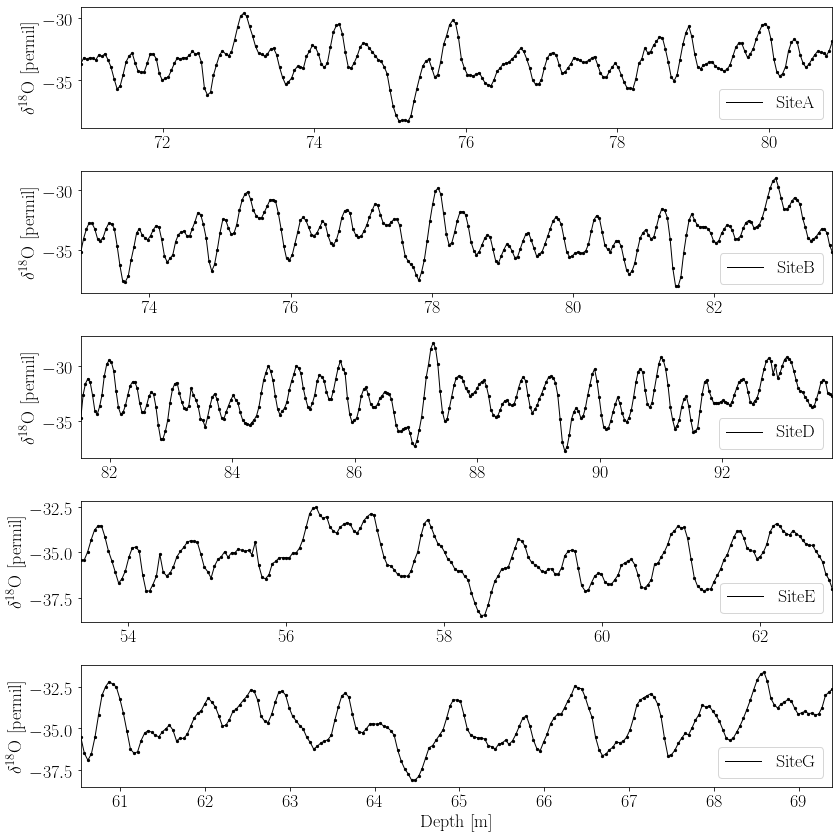 −30
−35
δ¹⁸O [permil]
SiteA
72 74 76 78 80
−30
−35
δ¹⁸O [permil]
SiteB
74 76 78 80 82
−30
−35
δ¹⁸O [permil]
SiteD
82 84 86 88 90 92
−32.5
−35.0
−37.5
δ¹⁸O [permil]
SiteE
54 56 58 60 62
−32.5
−35.0
−37.5
δ¹⁸O [permil]
SiteG
61 62 63 64 65 66 67 68 69
Depth [m]